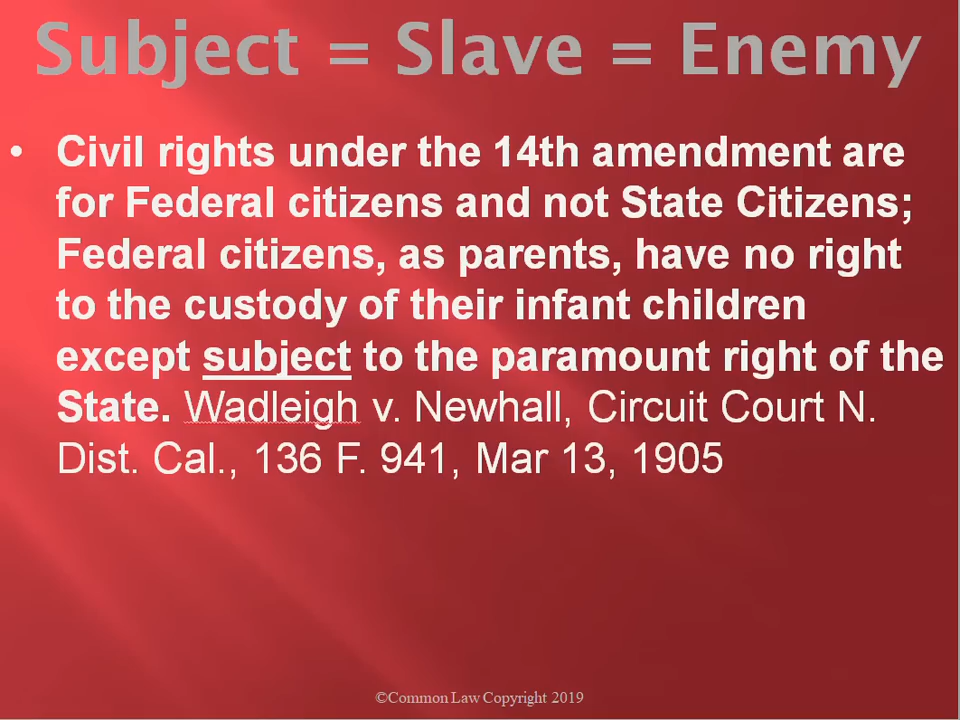 Subject = Slave = Enemy
• Civil rights under the 14th amendment are
for Federal citizens and not State Citizens;
Federal citizens, as parents, have no right
to the custody of their infant children
except subject to the paramount right of the
State. Wadleigh v. Newhall, Circuit Court N.
Dist. Cal., 136 F. 941, Mar 13, 1905
©Common Law Copyright 2019